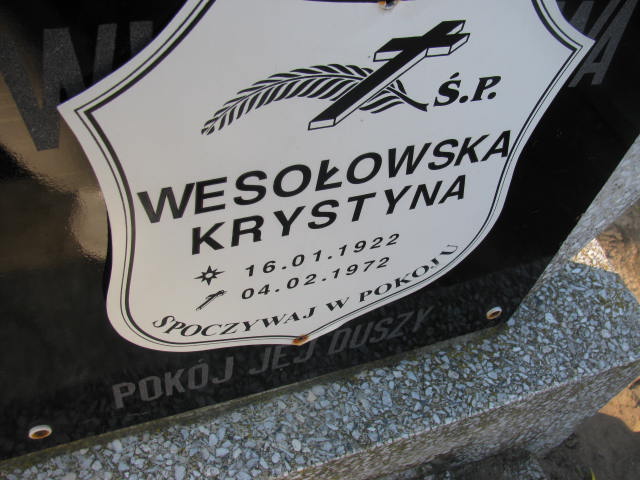 Ś.P.
WESOŁOWSKA
KRYSTYNA
16.01.1922
04.02.1972
SPOCZYWAJ W POKOJU
POKÓJ JEJ DUSZY